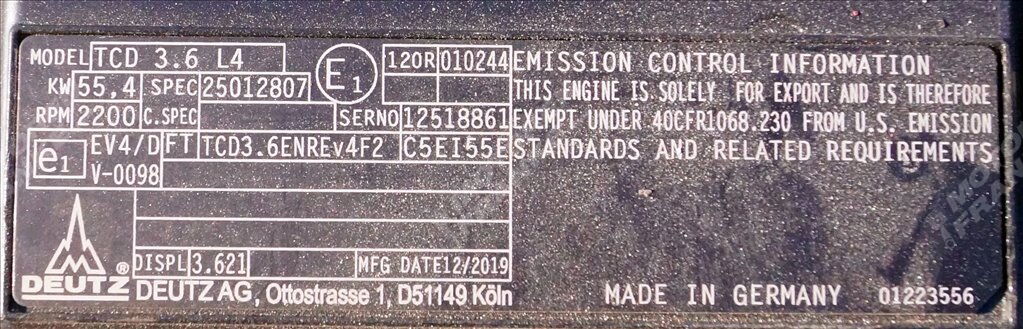 MODEL TCD 3.6 L4
KW 55,4 SPEC 25012807
RPM 2200 C.SPEC
E1
120R 010244
SERNO 12518861
e1 EV4/D
V-0098
FT TCD3.6ENREv4F2 C5E155E
DISPL 3.621 MFG DATE 12/2019
DEUTZ®
DEUTZ AG, Ottostrasse 1, D51149 Köln
EMISSION CONTROL INFORMATION
THIS ENGINE IS SOLELY. FOR EXPORT AND IS THEREFORE
EXEMPT UNDER 40CFR1068.230 FROM U.S. EMISSION
STANDARDS AND RELATED REQUIREMENTS
MADE IN GERMANY 01223556